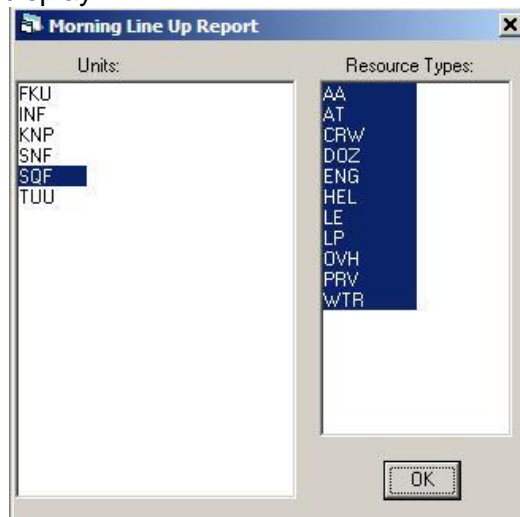 display
Morning Line Up Report
Units:
FKU
INF
KNP
SNF
SQF
TUU
Resource Types:
AA
AT
CRW
DOZ
ENG
HEL
LE
LP
OVH
PRV
WTR
OK